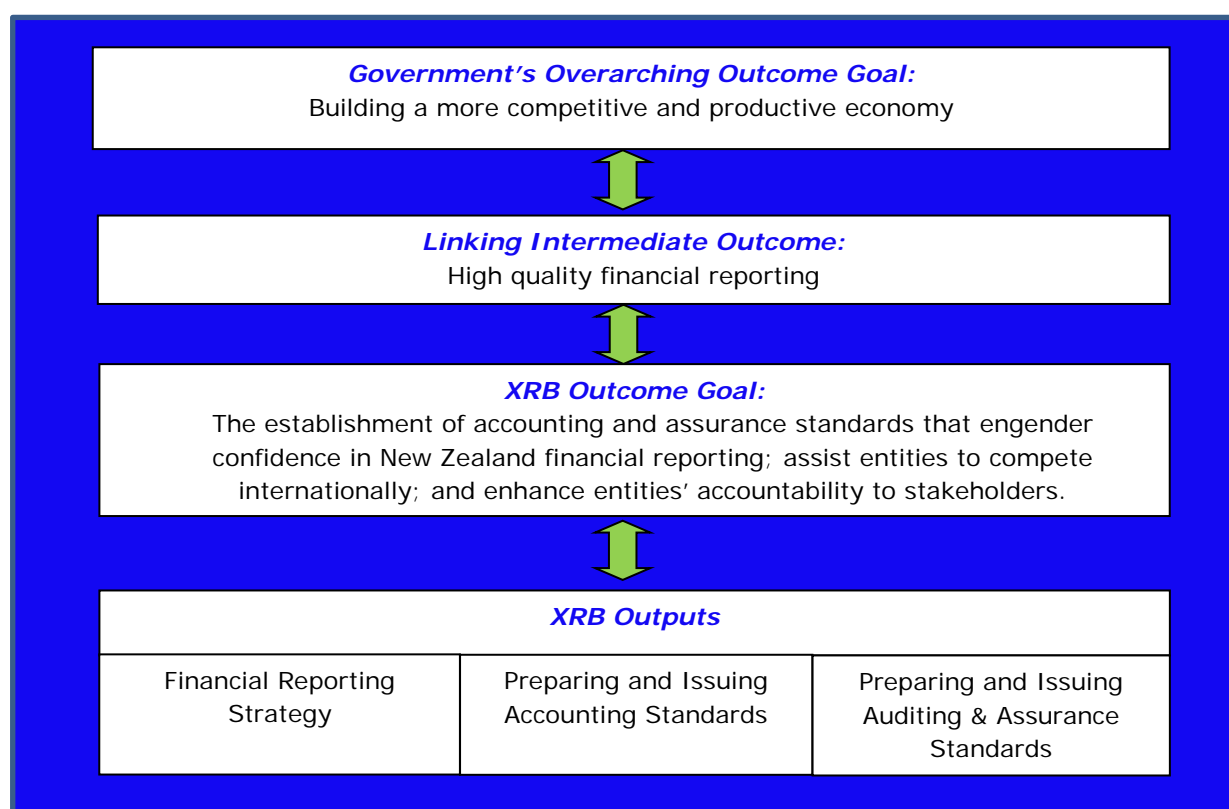 Government's Overarching Outcome Goal:
Building a more competitive and productive economy
Linking Intermediate Outcome:
High quality financial reporting
XRB Outcome Goal:
The establishment of accounting and assurance standards that engender
confidence in New Zealand financial reporting; assist entities to compete
internationally; and enhance entities' accountability to stakeholders.
XRB Outputs
Financial Reporting
Strategy
Preparing and Issuing
Accounting Standards
Preparing and Issuing
Auditing & Assurance
Standards